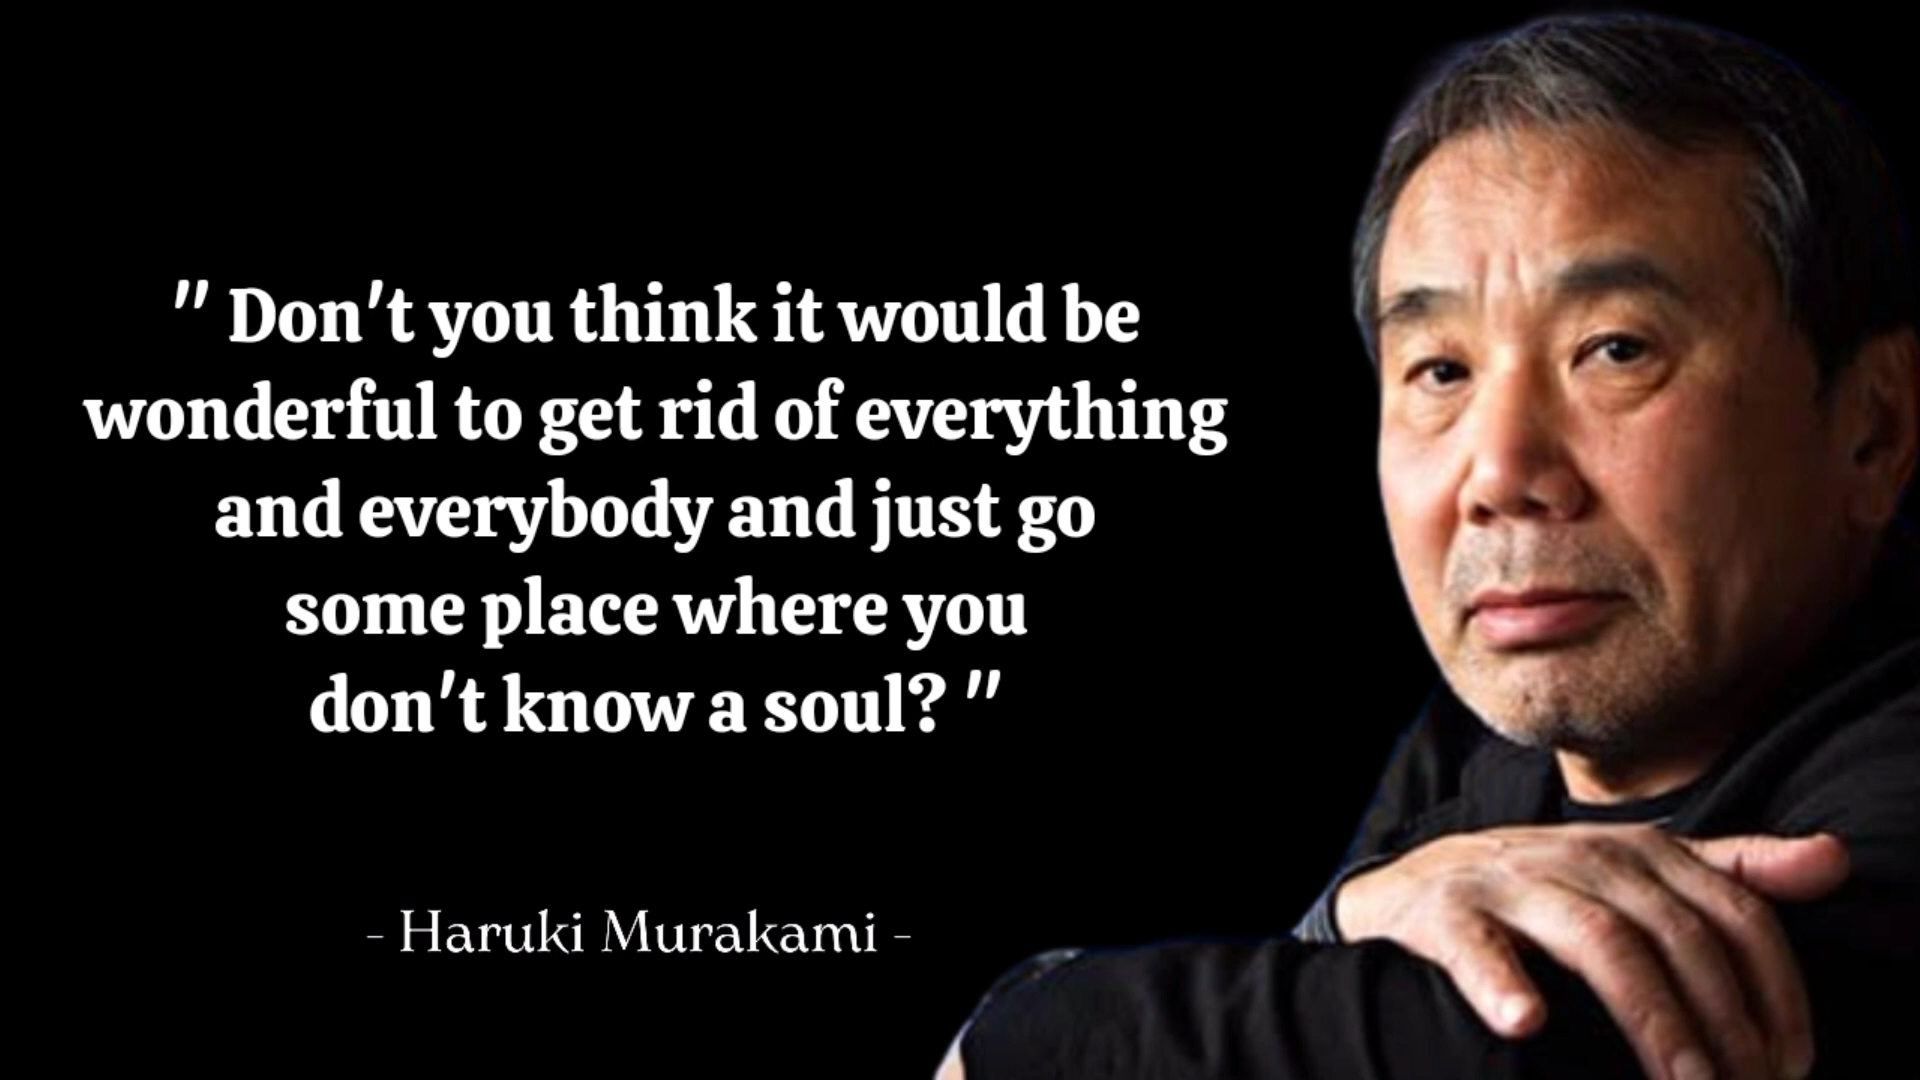 " Don't you think it would be
wonderful to get rid of everything
and everybody and just go
some place where you
don't know a soul? "
- Haruki Murakami -